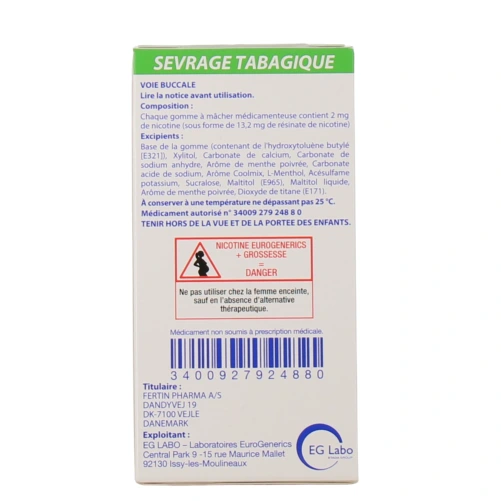 SEVRAGE TABAGIQUE
VOIE BUCCALE
Lire la notice avant utilisation.
Composition :
Chaque gomme à mâcher médicamenteuse contient 2 mg
de nicotine (sous forme de 13,2 mg de résinate de nicotine)
Excipients :
Base de la gomme (contenant de l'hydroxytoluène butylé
[E321]), Xylitol, Carbonate de calcium, Carbonate de
sodium anhydre, Arôme de menthe poivrée, Carbonate
acide de sodium, Arome Coolmix, L-Menthol, Acésulfame
potassium, Sucralose, Maltitol (E965), Maltitol liquide,
Arôme de menthe poivrée, Dioxyde de titane (E171).
À conserver à une température ne dépassant pas 25 °C.
Médicament autorisé n° 34009 279 248 8 0
TENIR HORS DE LA VUE ET DE LA PORTEE DES ENFANTS.
NICOTINE EUROGENERICS
+ GROSSESSE
=
DANGER
Ne pas utiliser chez la femme enceinte,
sauf en l'absence d'alternative
thérapeutique.
Médicament non soumis à prescription médicale.
3400927924880
Titulaire :
FERTIN PHARMA A/S
DANDYVEJ 19
DK-7100 VEJLE
DANEMARK
Exploitant :
EG LABO – Laboratoires EuroGenerics
Central Park 9 -15 rue Maurice Mallet
92130 Issy-les-Moulineaux
EG Labo